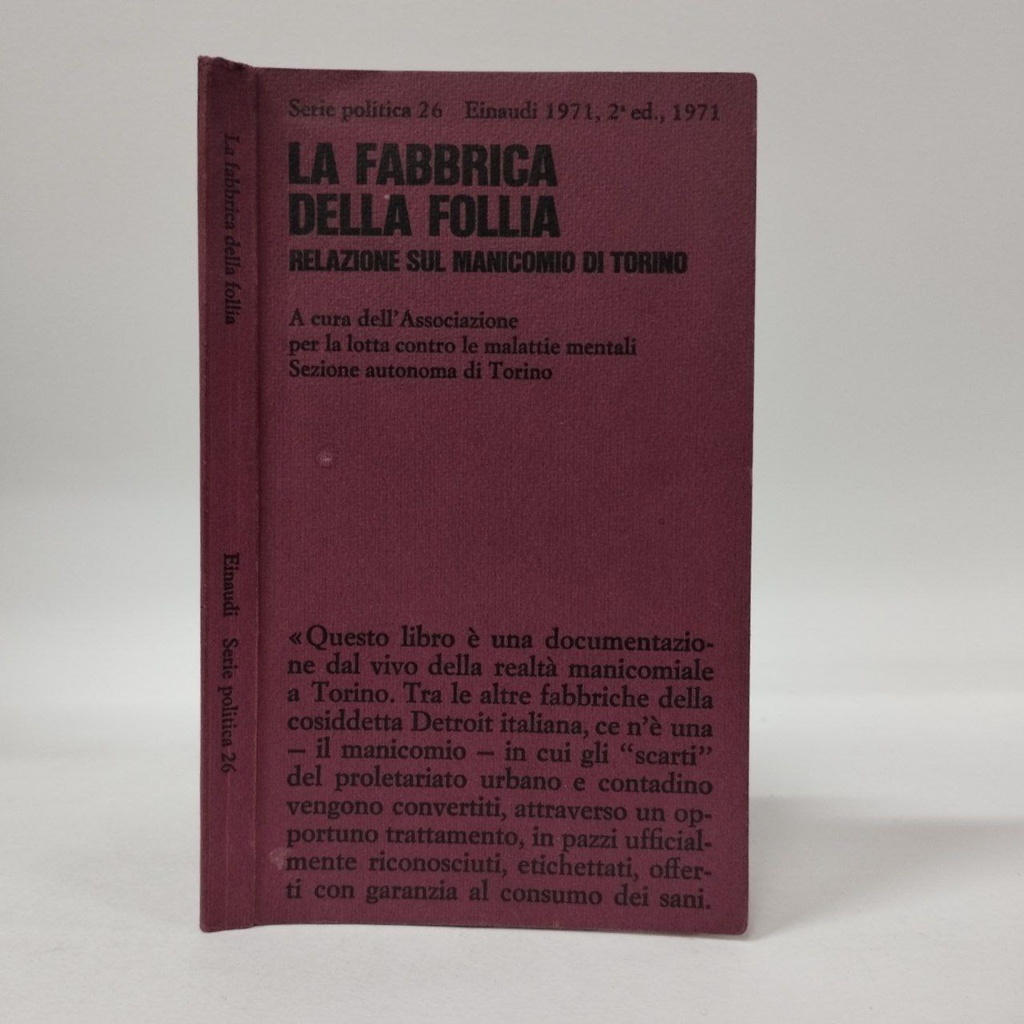 Serie politica 26 Einaudi 1971, 2ª ed., 1971
LA FABBRICA
DELLA FOLLIA
RELAZIONE SUL MANICOMIO DI TORINO
A cura dell'Associazione
per la lotta contro le malattie mentali
Sezione autonoma di Torino
«Questo libro è una documentazio-
ne dal vivo della realtà manicomiale
a Torino. Tra le altre fabbriche della
cosiddetta Detroit italiana, ce n'è una
– il manicomio – in cui gli “scarti”
del proletariato urbano e contadino
vengono convertiti, attraverso un op-
portuno trattamento, in pazzi ufficial-
mente riconosciuti, etichettati, offer-
ti con garanzia al consumo dei sani.
La fabbrica della follia
Einaudi Serie politica 26